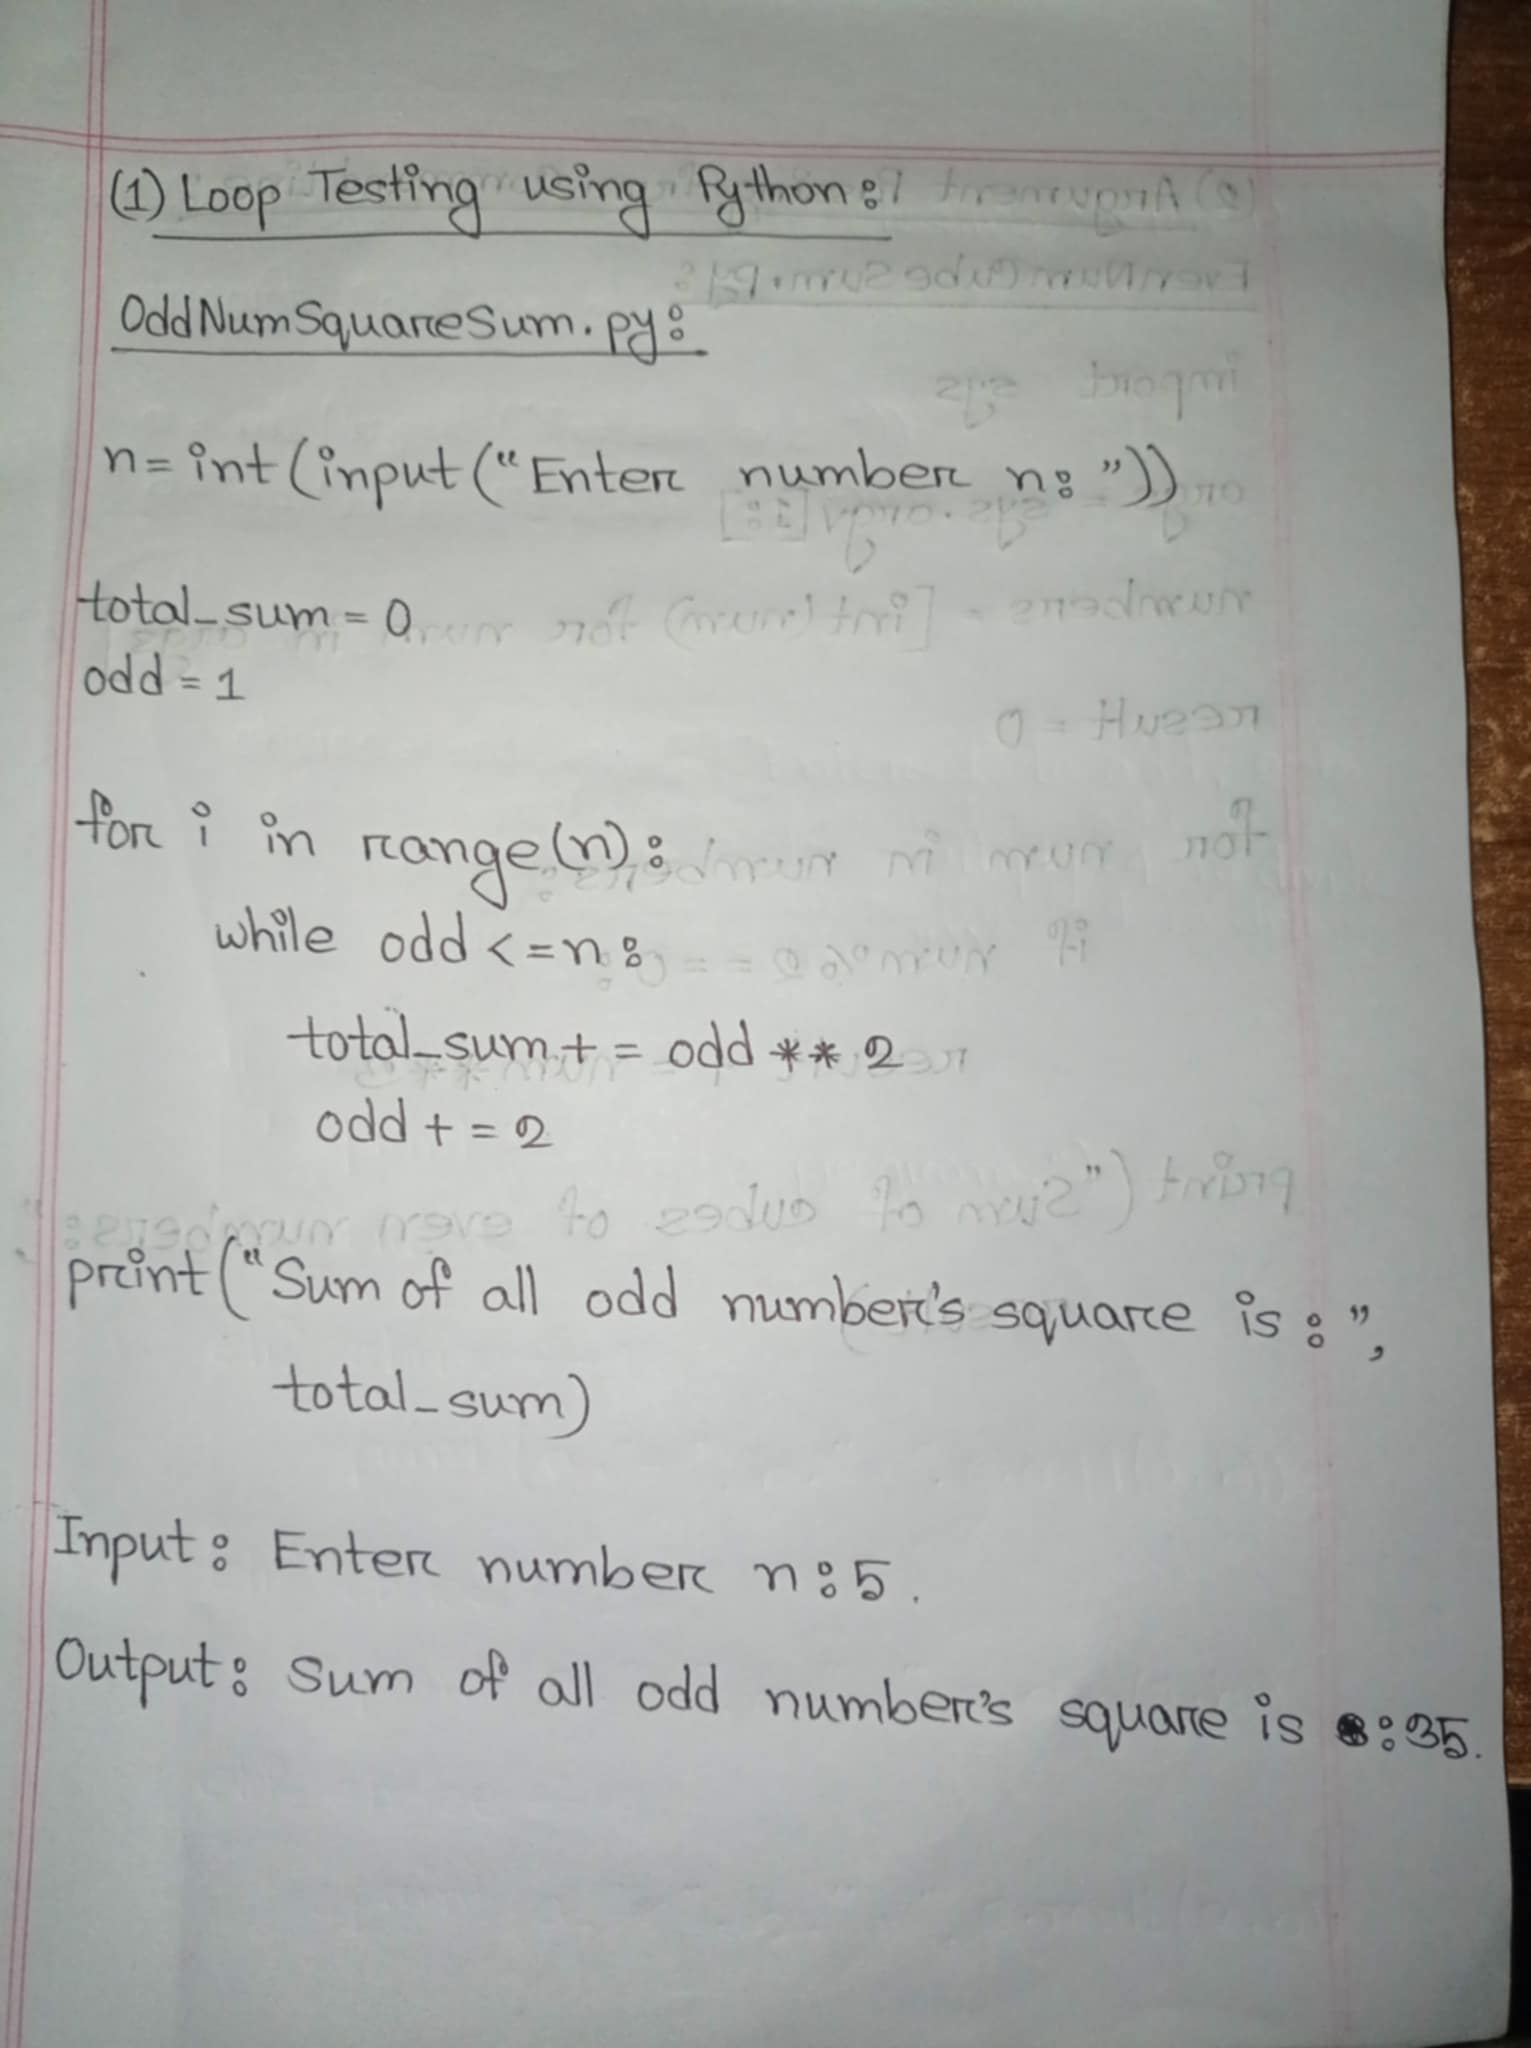 (1) Loop Testing using Python:
OddNumSquareSum.py:
n = int(input("Enter number n: "))
total_sum = 0
odd = 1
for i in range(n):
while odd <= n:
total_sum += odd ** 2
odd += 2
print("Sum of all odd number's square is : ",
total_sum)
Input: Enter number n: 5.
Output: Sum of all odd number's square is : 35.